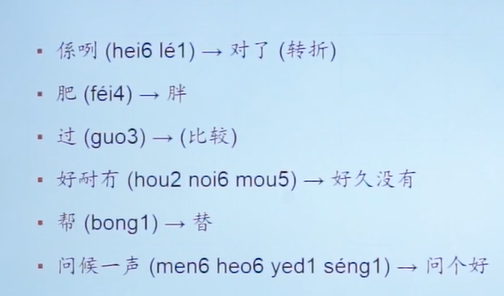 ▪ 係咧 (hei6 lé1) → 对了 (转折)
▪ 肥 (féi4) → 胖
▪ 过 (guo3) → (比较)
▪ 好耐冇 (hou2 noi6 mou5) → 好久没有
▪ 帮 (bong1) → 替
▪ 问候一声 (men6 heo6 yed1 séng1) → 问个好